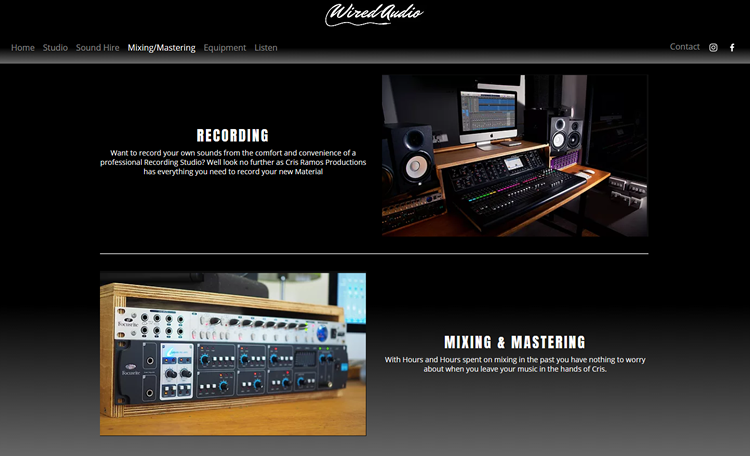 Wired Audio
Home Studio Sound Hire Mixing/Mastering Equipment Listen Contact
RECORDING
Want to record your own sounds from the comfort and convenience of a
professional Recording Studio? Well look no further as Cris Ramos Productions
has everything you need to record your new Material
Focusrite
Focusrite
MIXING & MASTERING
With Hours and Hours spent on mixing in the past you have nothing to worry
about when you leave your music in the hands of Cris.